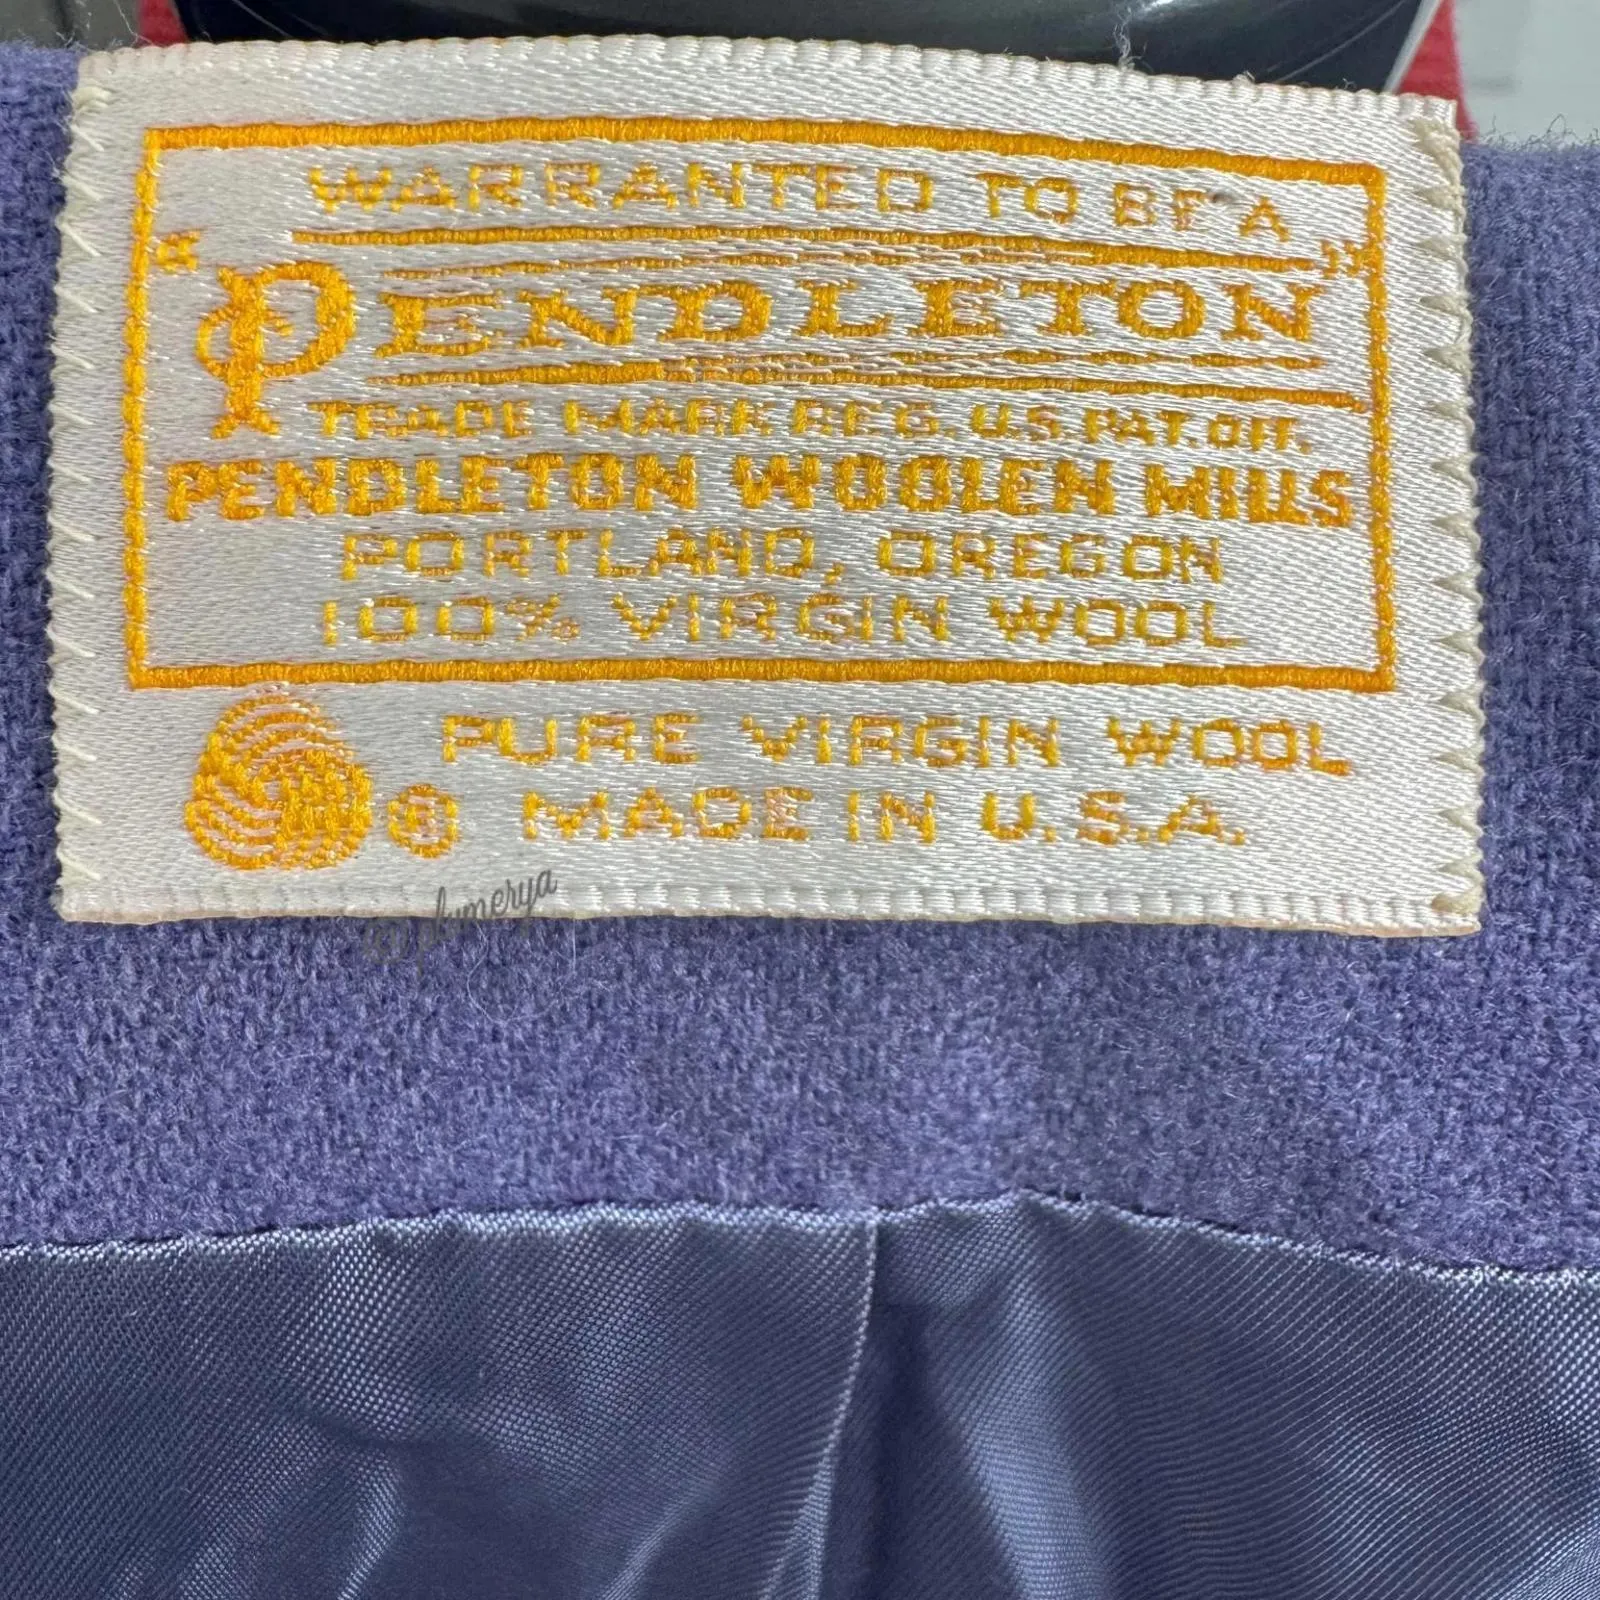 WARRANTED TO BE A
"PENDLETON"
TRADE MARK REG. U.S. PAT. OFF.
PENDLETON WOOLEN MILLS
PORTLAND, OREGON
100% VIRGIN WOOL
PURE VIRGIN WOOL
® MADE IN U.S.A.
@plymerya